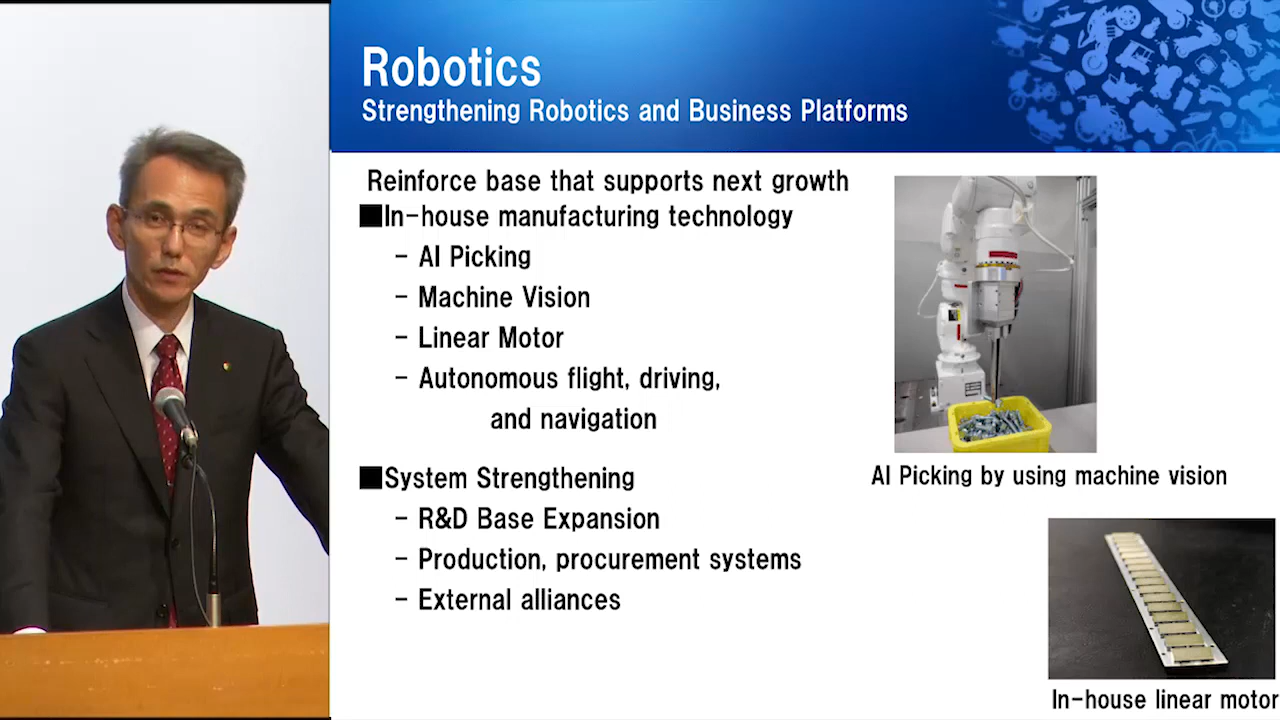 Robotics
Strengthening Robotics and Business Platforms
Reinforce base that supports next growth
■In-house manufacturing technology
- AI Picking
- Machine Vision
- Linear Motor
- Autonomous flight, driving,
and navigation
■System Strengthening
- R&D Base Expansion
- Production, procurement systems
- External alliances
AI Picking by using machine vision
In-house linear motor